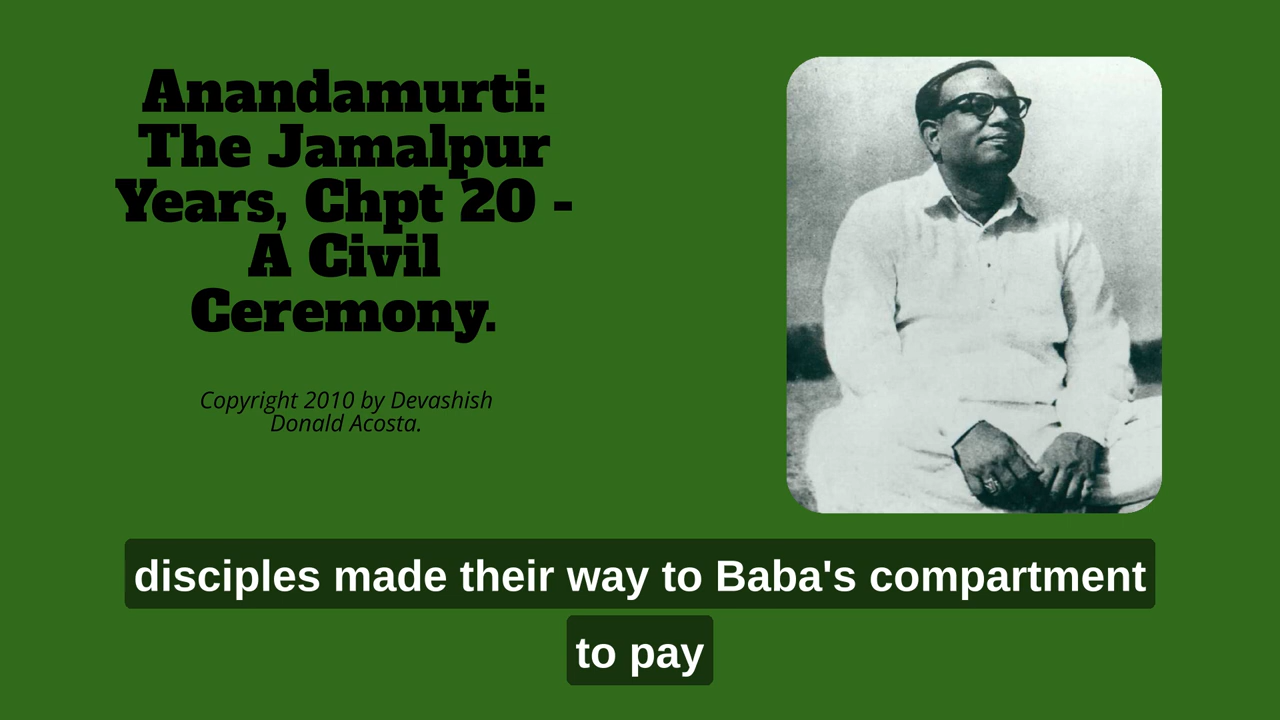 Anandamurti:
The Jamalpur
Years, Chpt 20 -
A Civil
Ceremony.
Copyright 2010 by Devashish
Donald Acosta.
disciples made their way to Baba's compartment
to pay